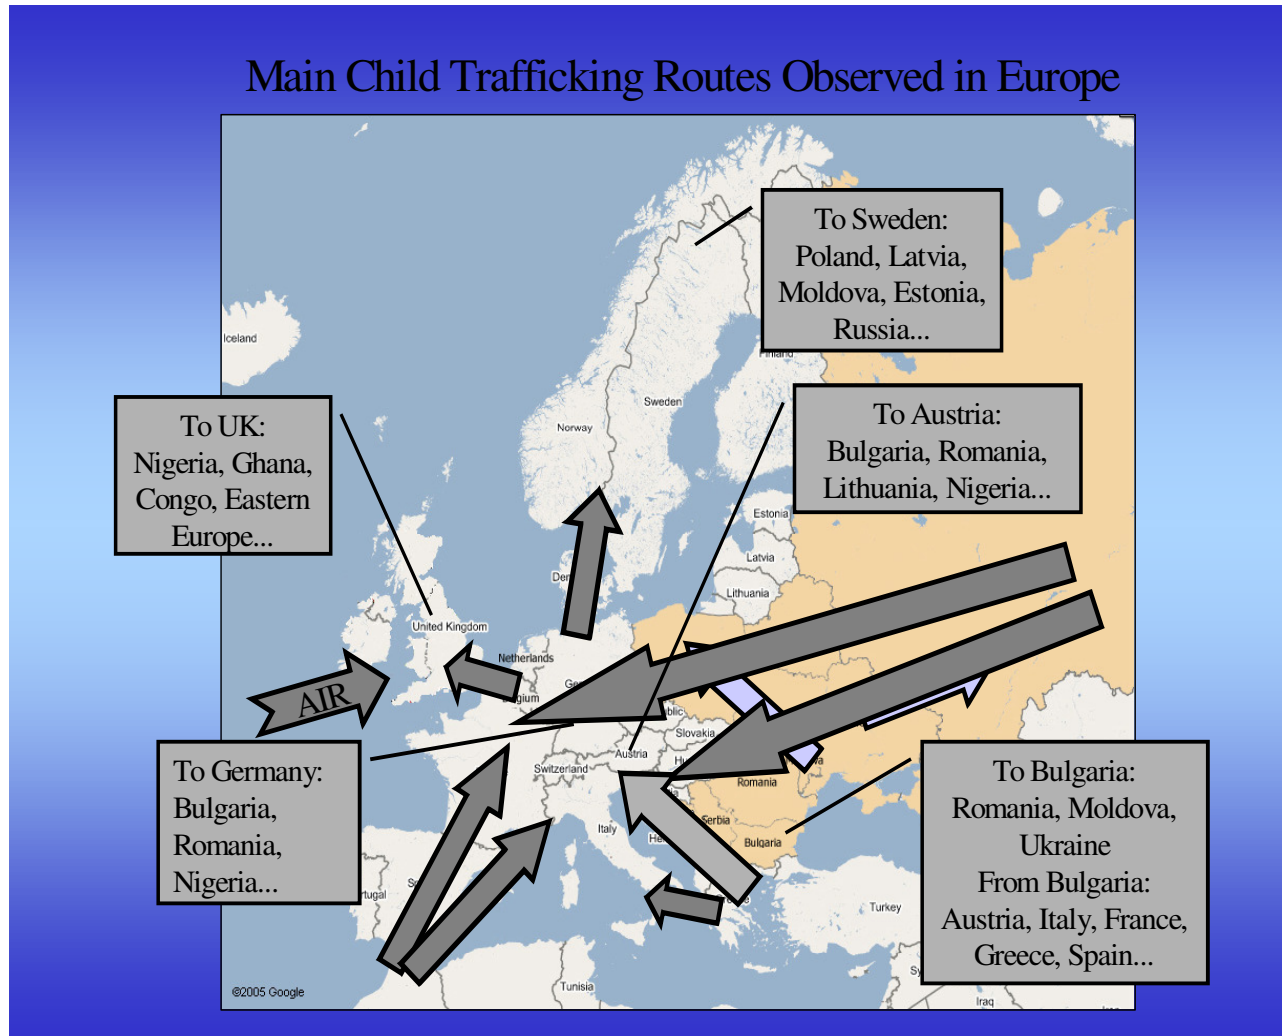 Main Child Trafficking Routes Observed in Europe
To Sweden:
Poland, Latvia,
Moldova, Estonia,
Russia...
Iceland
Finland
To Austria:
Bulgaria, Romania,
Lithuania, Nigeria...
To UK:
Nigeria, Ghana,
Congo, Eastern
Europe...
Sweden
Norway
Estonia
Latvia
Lithuania
United Kingdom
Netherlands
AIR
Slovakia
Austria
Switzerland
To Germany:
Bulgaria,
Romania,
Nigeria...
Romania
Serbia
Italy
Bulgaria
To Bulgaria:
Romania, Moldova,
Ukraine
From Bulgaria:
Austria, Italy, France,
Greece, Spain...
Turkey
Tunisia
Iraq
©2005 Google